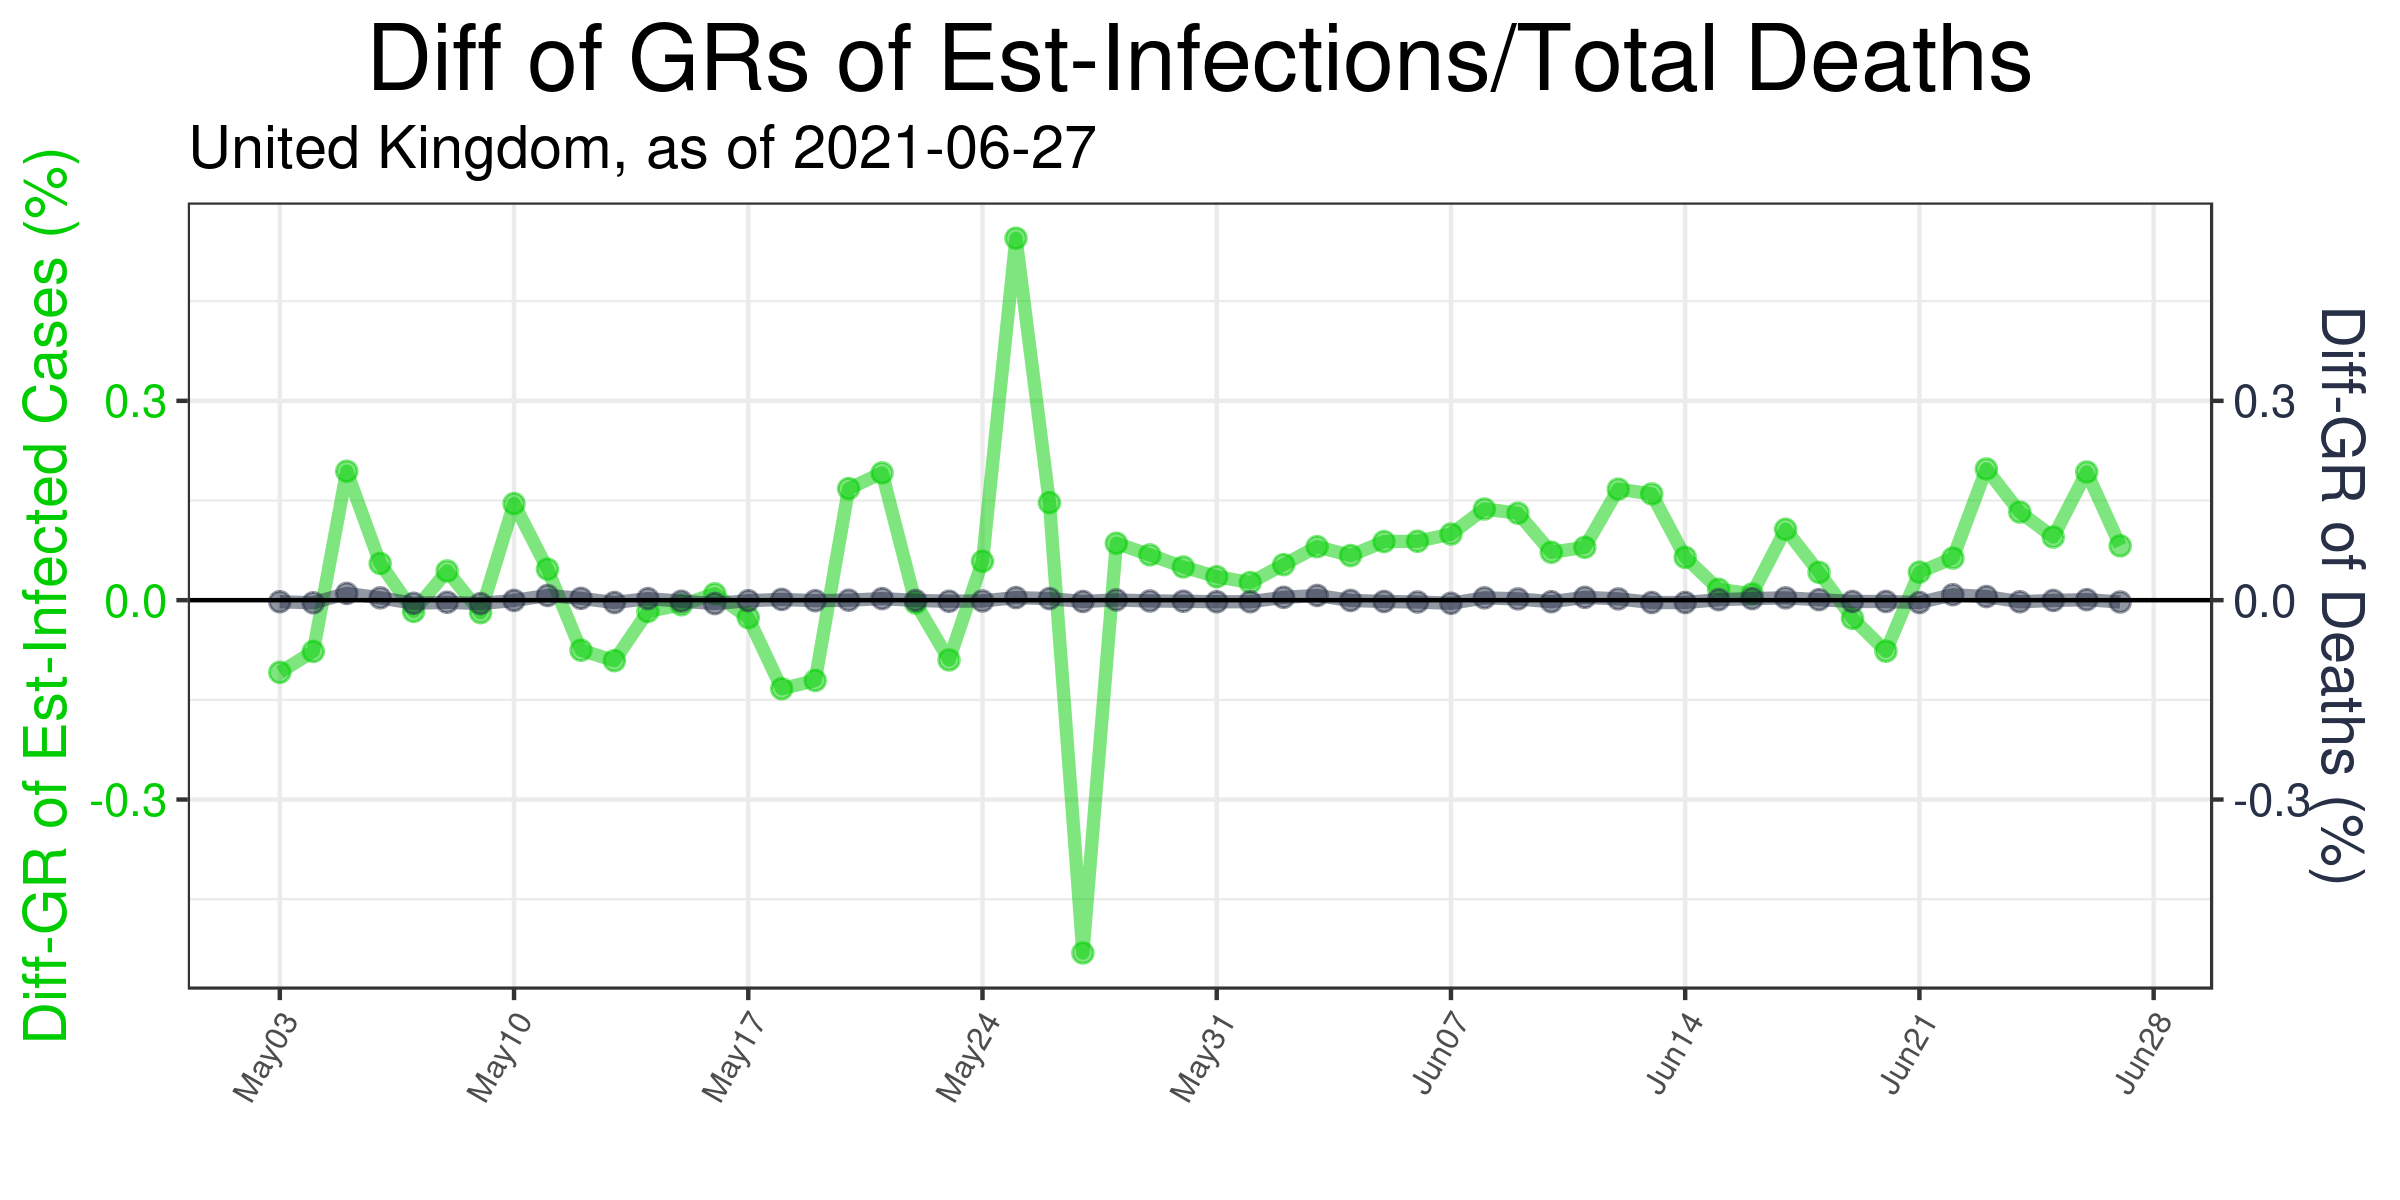 Diff of GRs of Est-Infections/Total Deaths
United Kingdom, as of 2021-06-27
Diff-GR of Est-Infected Cases (%)
0.3
0.0
-0.3
0.3
0.0
-0.3
Diff-GR of Deaths (%)
May03
May10
May17
May24
May31
Jun07
Jun14
Jun21
Jun28